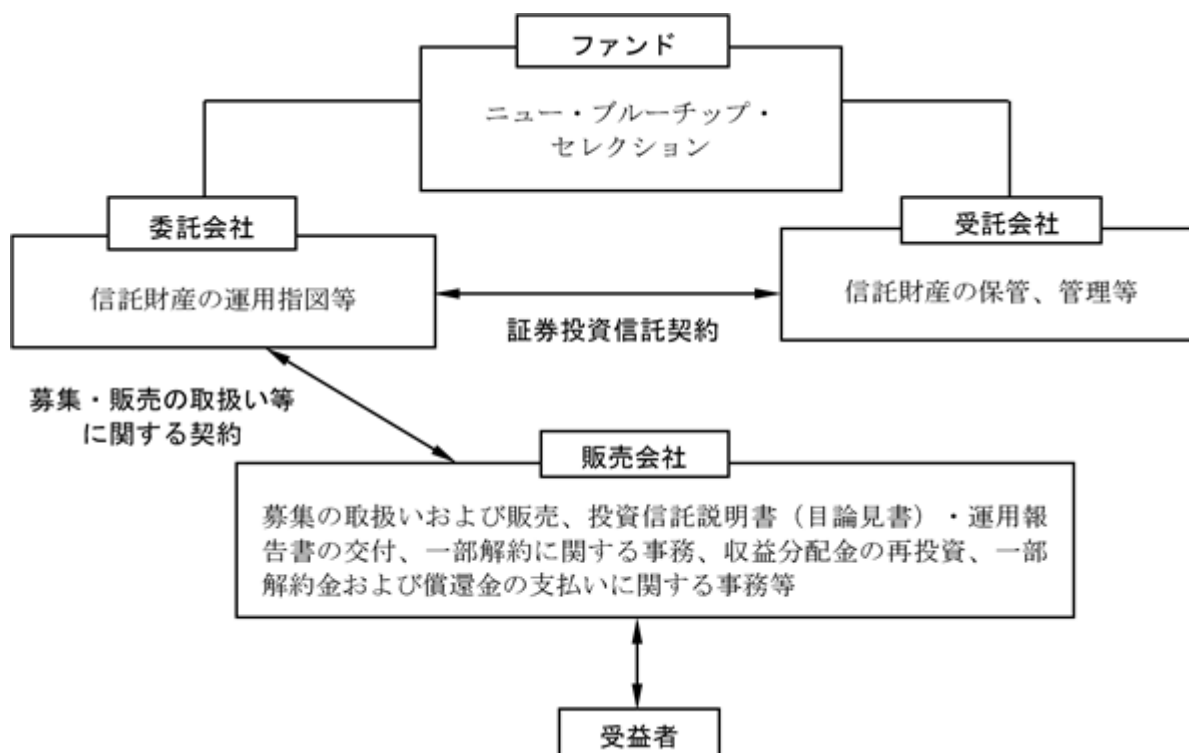 ファンド
ニュー・ブルーチップ・
セレクション
委託会社
信託財産の運用指図等
受託会社
信託財産の保管、管理等
証券投資信託契約
募集・販売の取扱い等
に関する契約
販売会社
募集の取扱いおよび販売、投資信託説明書（目論見書）・運用報
告書の交付、一部解約に関する事務、収益分配金の再投資、一部
解約金および償還金の支払いに関する事務等
受益者